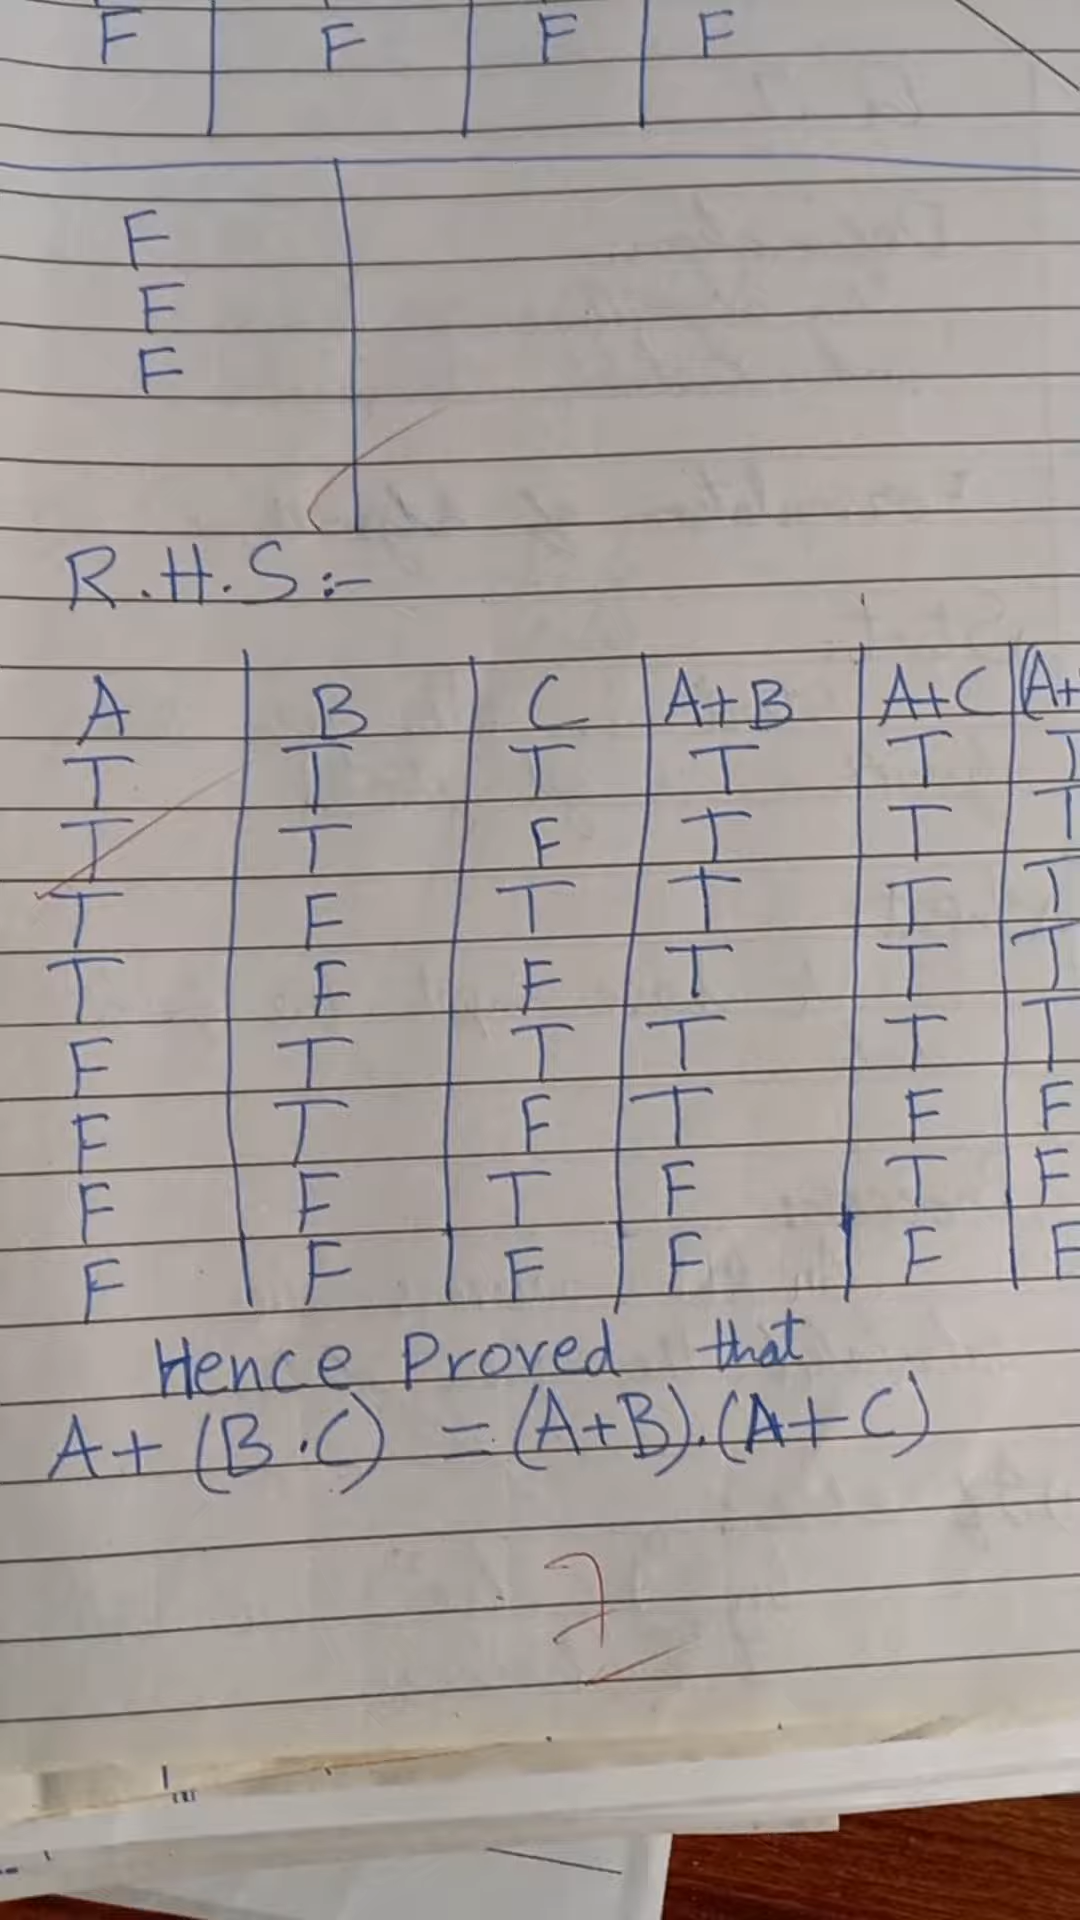 F F F F
F
F
F
R.H.S :-
A B C A+B A+C (A+
T T T T T T
T T F T T T
T F T T T T
T F F T T T
F T T T T T
F T F T F F
F F T F T F
F F F F F F
Hence Proved that
A+(B.C) = (A+B).(A+C)